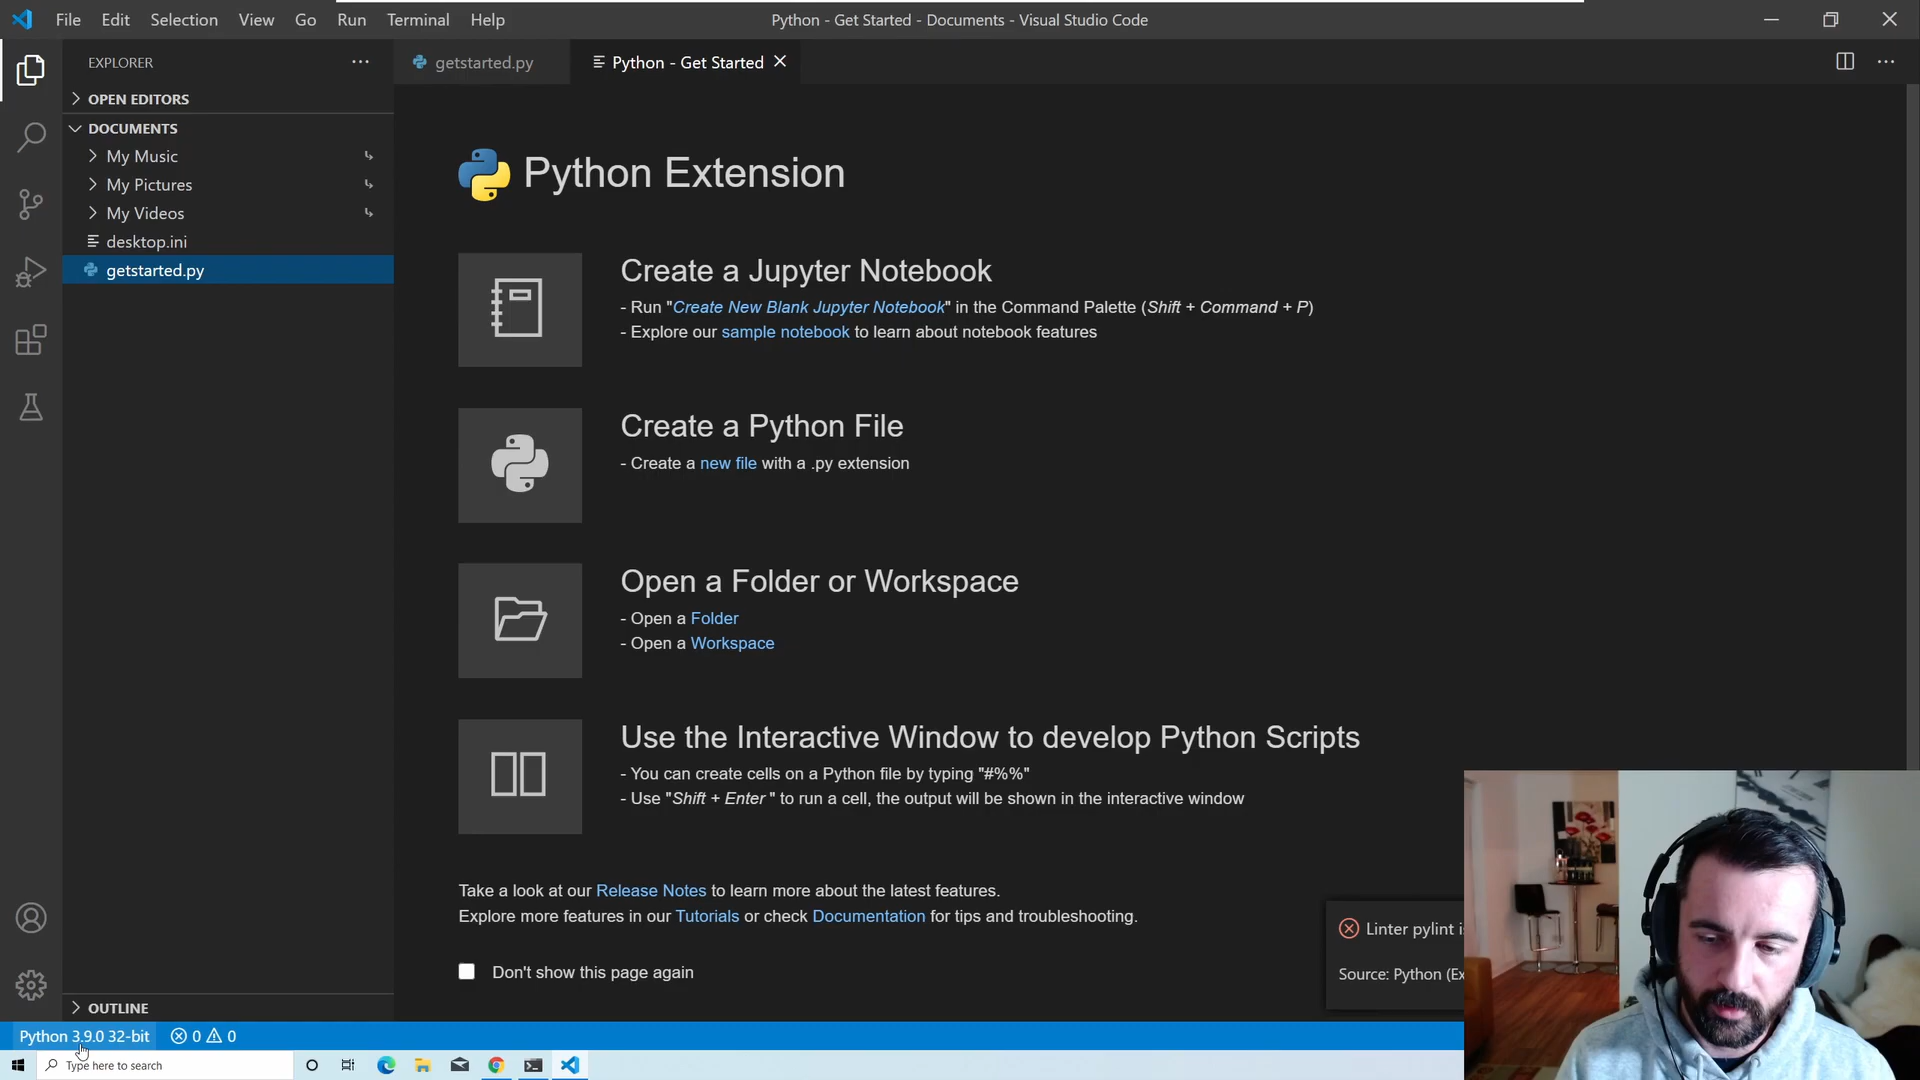 File Edit Selection View Go Run Terminal Help
Python - Get Started - Documents - Visual Studio Code
EXPLORER
getstarted.py
Python - Get Started
OPEN EDITORS
DOCUMENTS
My Music
My Pictures
My Videos
desktop.ini
getstarted.py
Python Extension
Create a Jupyter Notebook
- Run "Create New Blank Jupyter Notebook" in the Command Palette (Shift + Command + P)
- Explore our sample notebook to learn about notebook features
Create a Python File
- Create a new file with a .py extension
Open a Folder or Workspace
- Open a Folder
- Open a Workspace
Use the Interactive Window to develop Python Scripts
- You can create cells on a Python file by typing "#%%"
- Use "Shift + Enter " to run a cell, the output will be shown in the interactive window
Take a look at our Release Notes to learn more about the latest features.
Explore more features in our Tutorials or check Documentation for tips and troubleshooting.
Don't show this page again
Linter pylint
Source: Python (Ex
OUTLINE
Python 3.9.0 32-bit 0 0
Type here to search